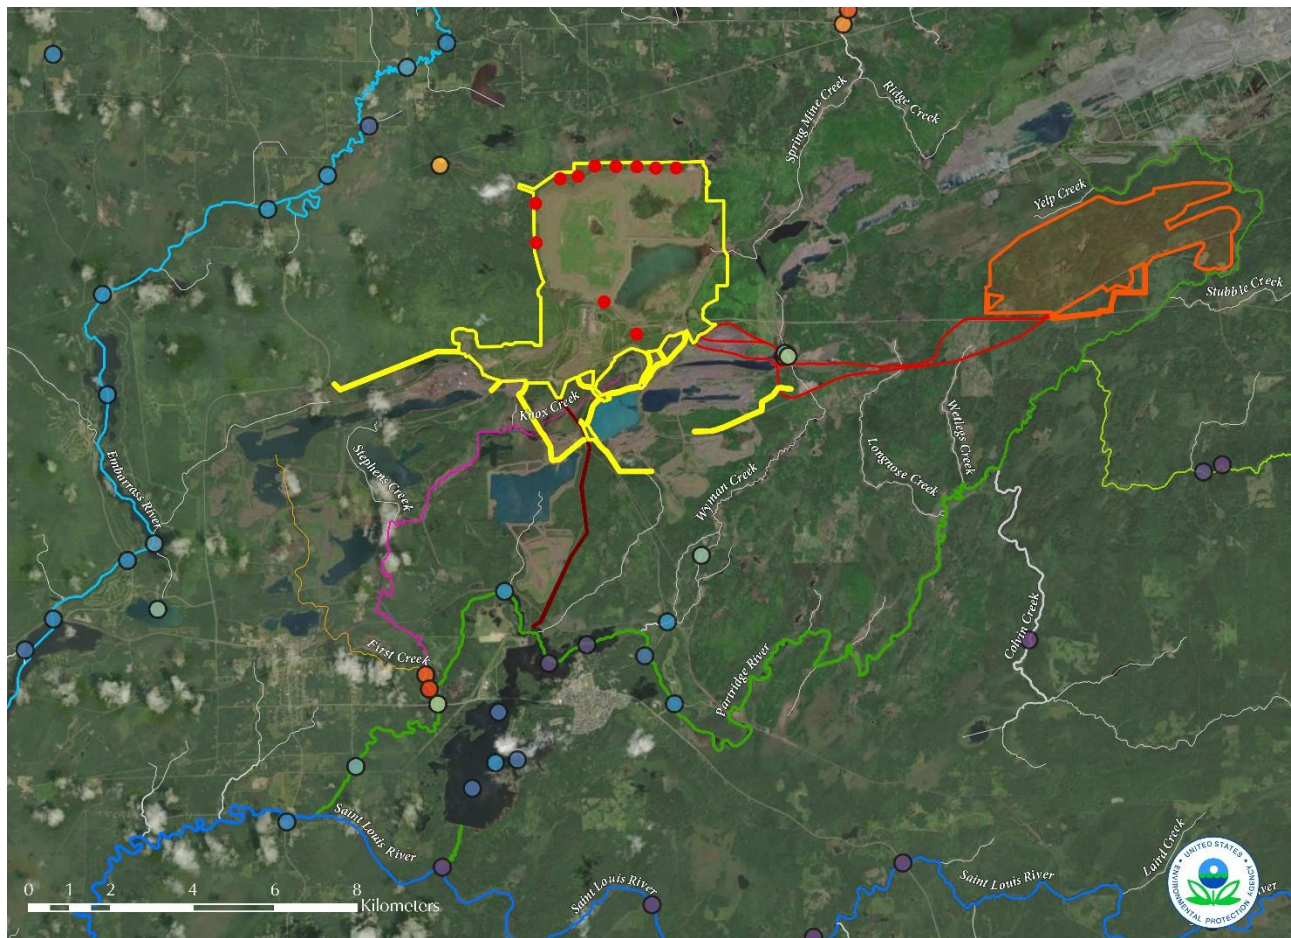 Spring Mine Creek
Ridge Creek
Yelp Creek
Stubble Creek
Knox Creek
Stephens Creek
Embarrass River
Wyman Creek
Longnose Creek
Wetlegs Creek
Colvin Creek
First Creek
Partridge River
Saint Louis River
Saint Louis River
Saint Louis River
Laird Creek
River
0 1 2 4 6 8
Kilometers
UNITED STATES
ENVIRONMENTAL PROTECTION AGENCY